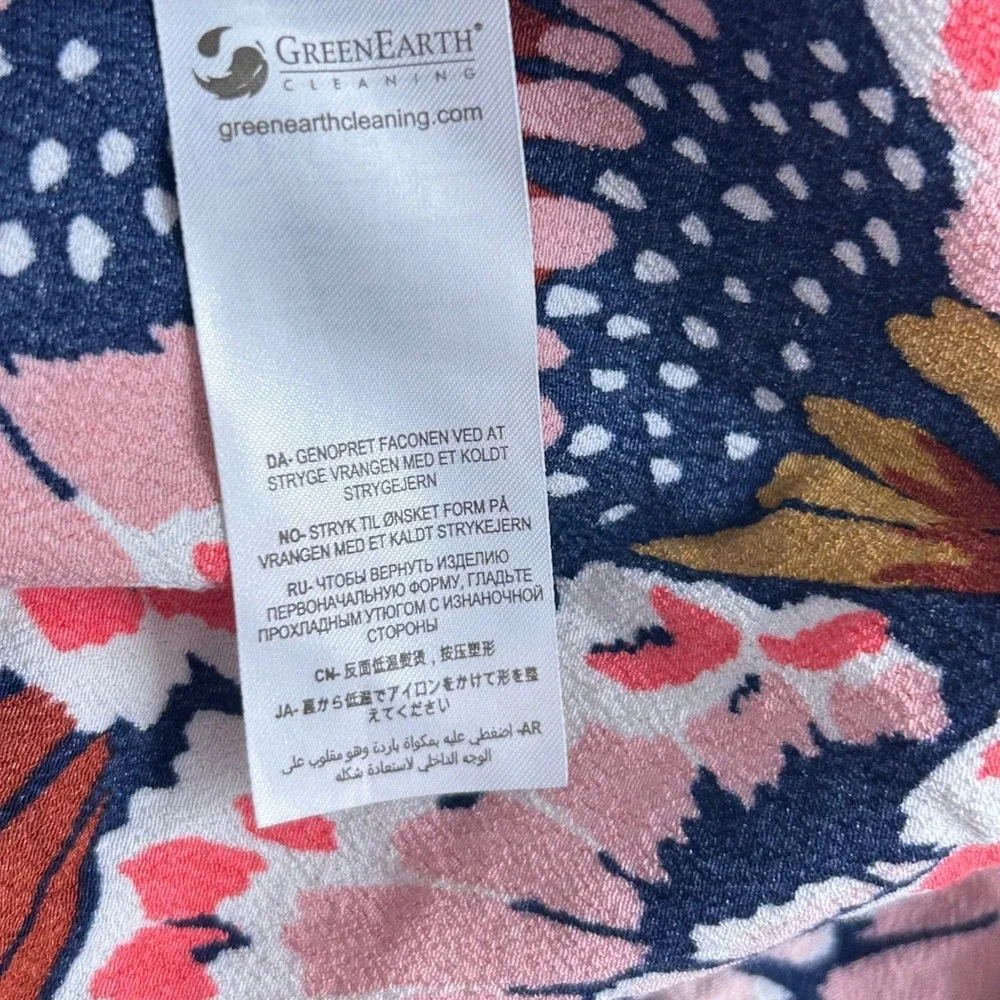 GREENEARTH®
CLEANING
greenearthcleaning.com
DA- GENOPRET FACONEN VED AT
STRYGE VRANGEN MED ET KOLDT
STRYGEJERN
NO- STRYK TIL ØNSKET FORM PÅ
VRANGEN MED ET KALDT STRYKEJERN
RU- ЧТОБЫ ВЕРНУТЬ ИЗДЕЛИЮ
ПЕРВОНАЧАЛЬНУЮ ФОРМУ, ГЛАДЬТЕ
ПРОХЛАДНЫМ УТЮГОМ С ИЗНАНОЧНОЙ
СТОРОНЫ
CN- 反面低温熨烫，按压塑形
JA- 裏から低温でアイロンをかけて形を整
えてください
AR- اضغطي عليه بمكواة باردة وهو مقلوب على
الوجه الداخلي لاستعادة شكله